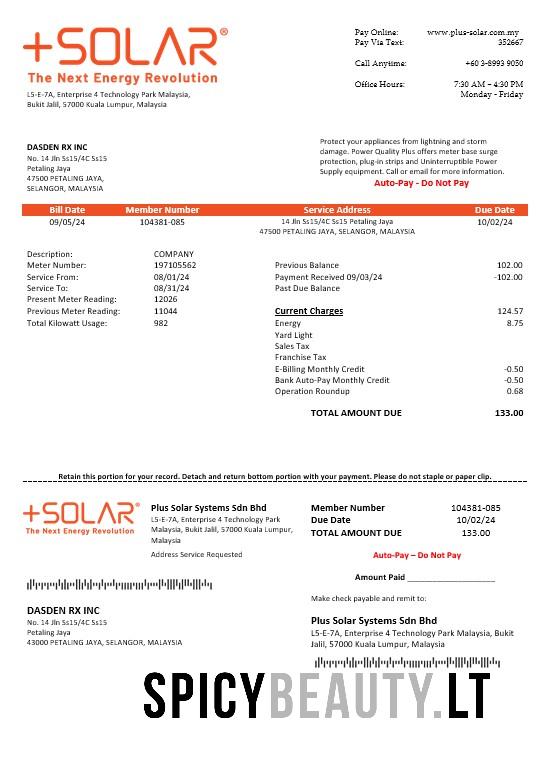 +SOLAR®
The Next Energy Revolution
L5-E-7A, Enterprise 4 Technology Park Malaysia,
Bukit Jalil, 57000 Kuala Lumpur, Malaysia
Pay Online: www.plus-solar.com.my
Pay Via Text: 352667
Call Anytime: +60 3-8993 9050
Office Hours: 7:30 AM – 4:30 PM
Monday - Friday
DASDEN RX INC
No. 14 Jln Ss15/4C Ss15
Petaling Jaya
47500 PETALING JAYA,
SELANGOR, MALAYSIA
Protect your appliances from lightning and storm
damage. Power Quality Plus offers meter base surge
protection, plug-in strips and Uninterruptible Power
Supply equipment. Call or email for more information.
Auto-Pay - Do Not Pay
Bill Date Member Number Service Address Due Date
09/05/24 104381-085 14 Jln Ss15/4C Ss15 Petaling Jaya 10/02/24
47500 PETALING JAYA, SELANGOR, MALAYSIA
Description: COMPANY
Meter Number: 197105562
Service From: 08/01/24
Service To: 08/31/24
Present Meter Reading: 12026
Previous Meter Reading: 11044
Total Kilowatt Usage: 982
Previous Balance 102.00
Payment Received 09/03/24 -102.00
Past Due Balance
Current Charges 124.57
Energy 8.75
Yard Light
Sales Tax
Franchise Tax
E-Billing Monthly Credit -0.50
Bank Auto-Pay Monthly Credit -0.50
Operation Roundup 0.68
TOTAL AMOUNT DUE 133.00
Retain this portion for your record. Detach and return bottom portion with your payment. Please do not staple or paper clip.
+SOLAR®
The Next Energy Revolution
Plus Solar Systems Sdn Bhd
L5-E-7A, Enterprise 4 Technology Park
Malaysia, Bukit Jalil, 57000 Kuala Lumpur,
Malaysia
Address Service Requested
Member Number 104381-085
Due Date 10/02/24
TOTAL AMOUNT DUE 133.00
Auto-Pay – Do Not Pay
Amount Paid ____________________
Make check payable and remit to:
DASDEN RX INC
No. 14 Jln Ss15/4C Ss15
Petaling Jaya
43000 PETALING JAYA, SELANGOR, MALAYSIA
Plus Solar Systems Sdn Bhd
L5-E-7A, Enterprise 4 Technology Park Malaysia, Bukit
Jalil, 57000 Kuala Lumpur, Malaysia
SPICYBEAUTY.LT